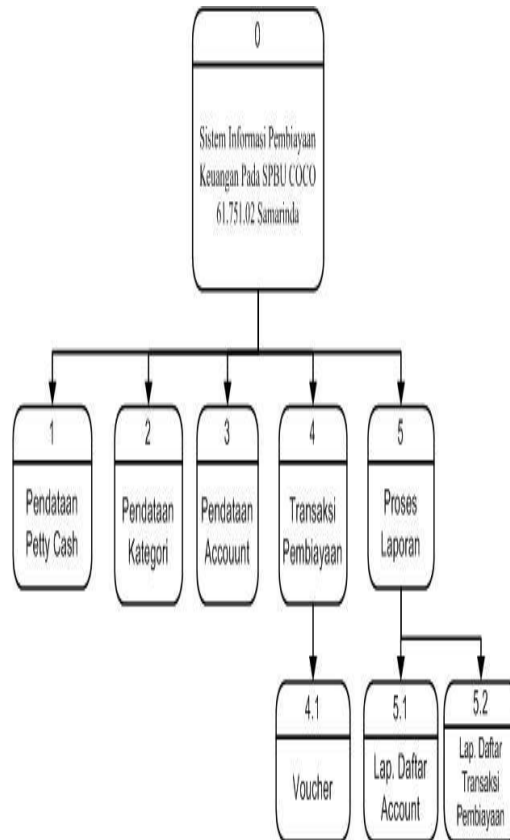 0
Sistem Informasi Pembiayaan
Keuangan Pada SPBU COCO
61.751.02 Samarinda
1
Pendataan
Petty Cash
2
Pendataan
Kategori
3
Pendataan
Accouunt
4
Transaksi
Pembiayaan
5
Proses
Laporan
4.1
Voucher
5.1
Lap. Daftar
Account
5.2
Lap. Daftar
Transaksi
Pembiayaan